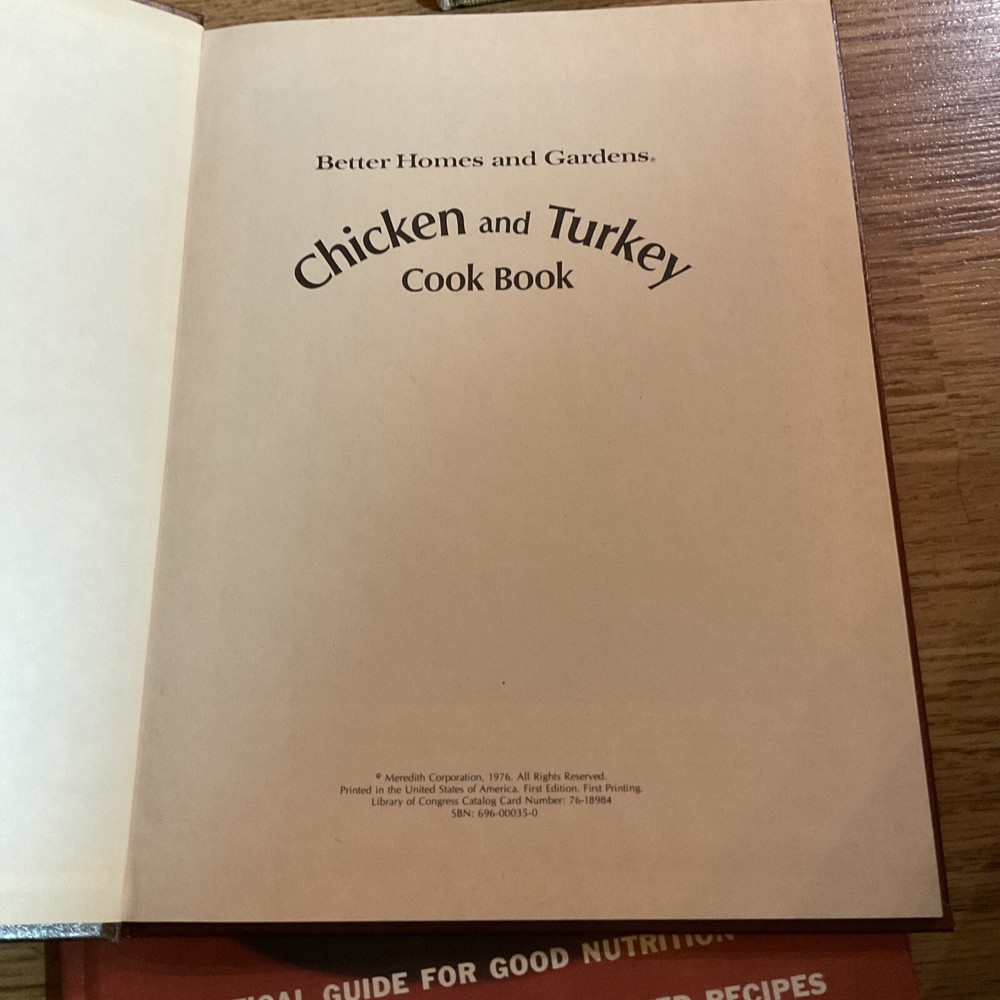 Better Homes and Gardens®
Chicken and Turkey
Cook Book
© Meredith Corporation, 1976. All Rights Reserved.
Printed in the United States of America. First Edition. First Printing.
Library of Congress Catalog Card Number: 76-18984
SBN: 696-00035-0
GUIDE FOR GOOD NUTRITION
RECIPES